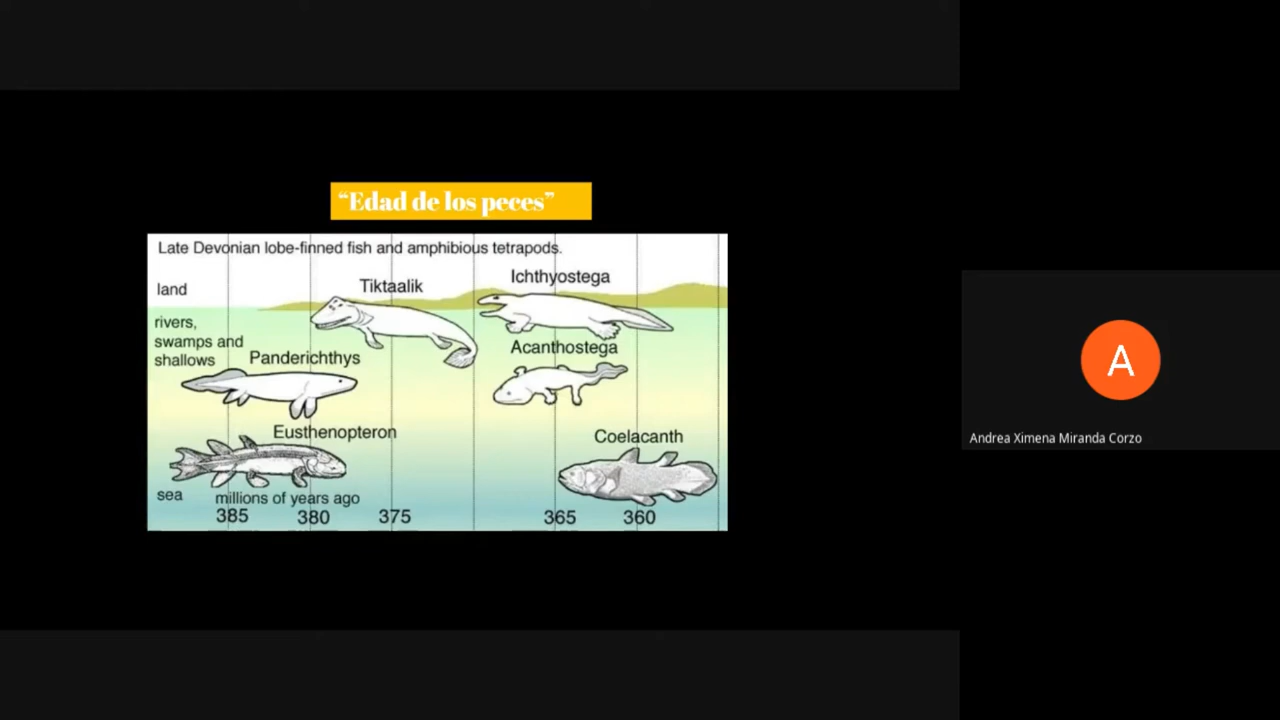 “Edad de los peces”
Late Devonian lobe-finned fish and amphibious tetrapods.
land
Tiktaalik
Ichthyostega
rivers,
swamps and
shallows
Panderichthys
Acanthostega
Eusthenopteron
Coelacanth
sea
millions of years ago
385 380 375 365 360
A
Andrea Ximena Miranda Corzo